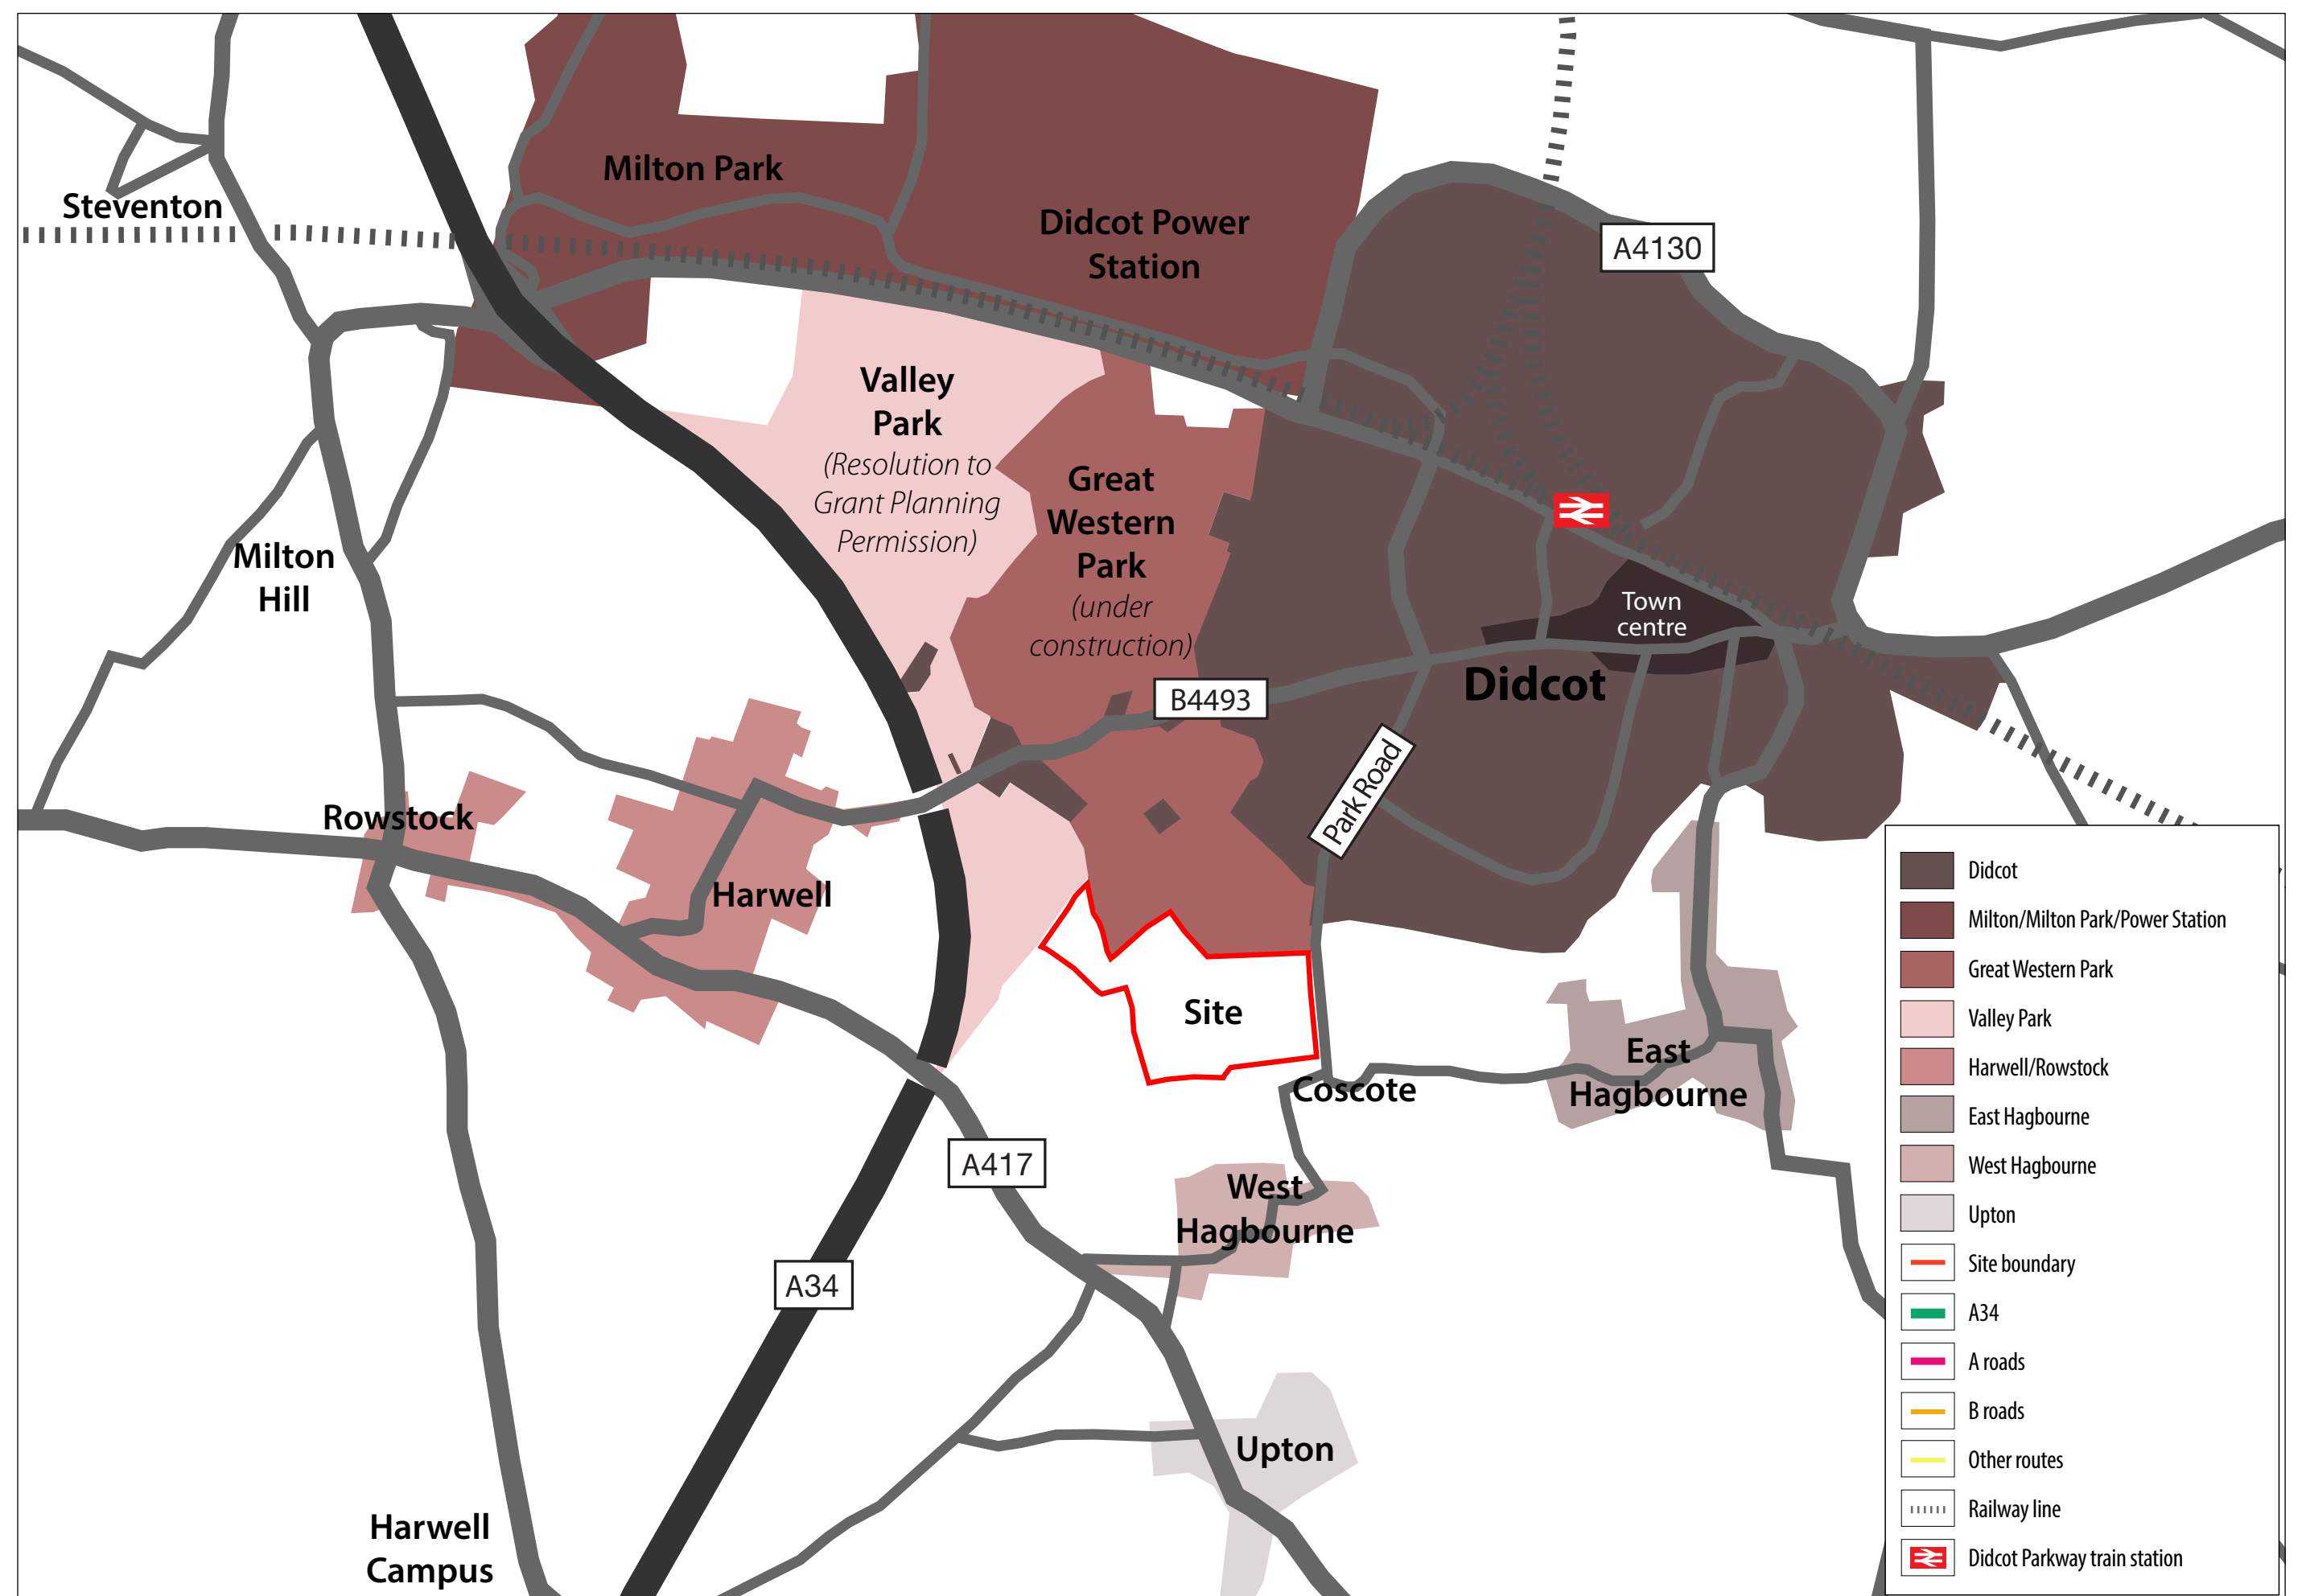 Milton Park
Steventon
Didcot Power
Station
A4130
Valley
Park
(Resolution to
Grant Planning
Permission)
Great
Western
Park
(under
construction)
Milton
Hill
Town
centre
Didcot
B4493
Park Road
Rowstock
Harwell
Site
Coscote
East
Hagbourne
A417
West
Hagbourne
A34
Upton
Harwell
Campus
Didcot
Milton/Milton Park/Power Station
Great Western Park
Valley Park
Harwell/Rowstock
East Hagbourne
West Hagbourne
Upton
Site boundary
A34
A roads
B roads
Other routes
Railway line
Didcot Parkway train station